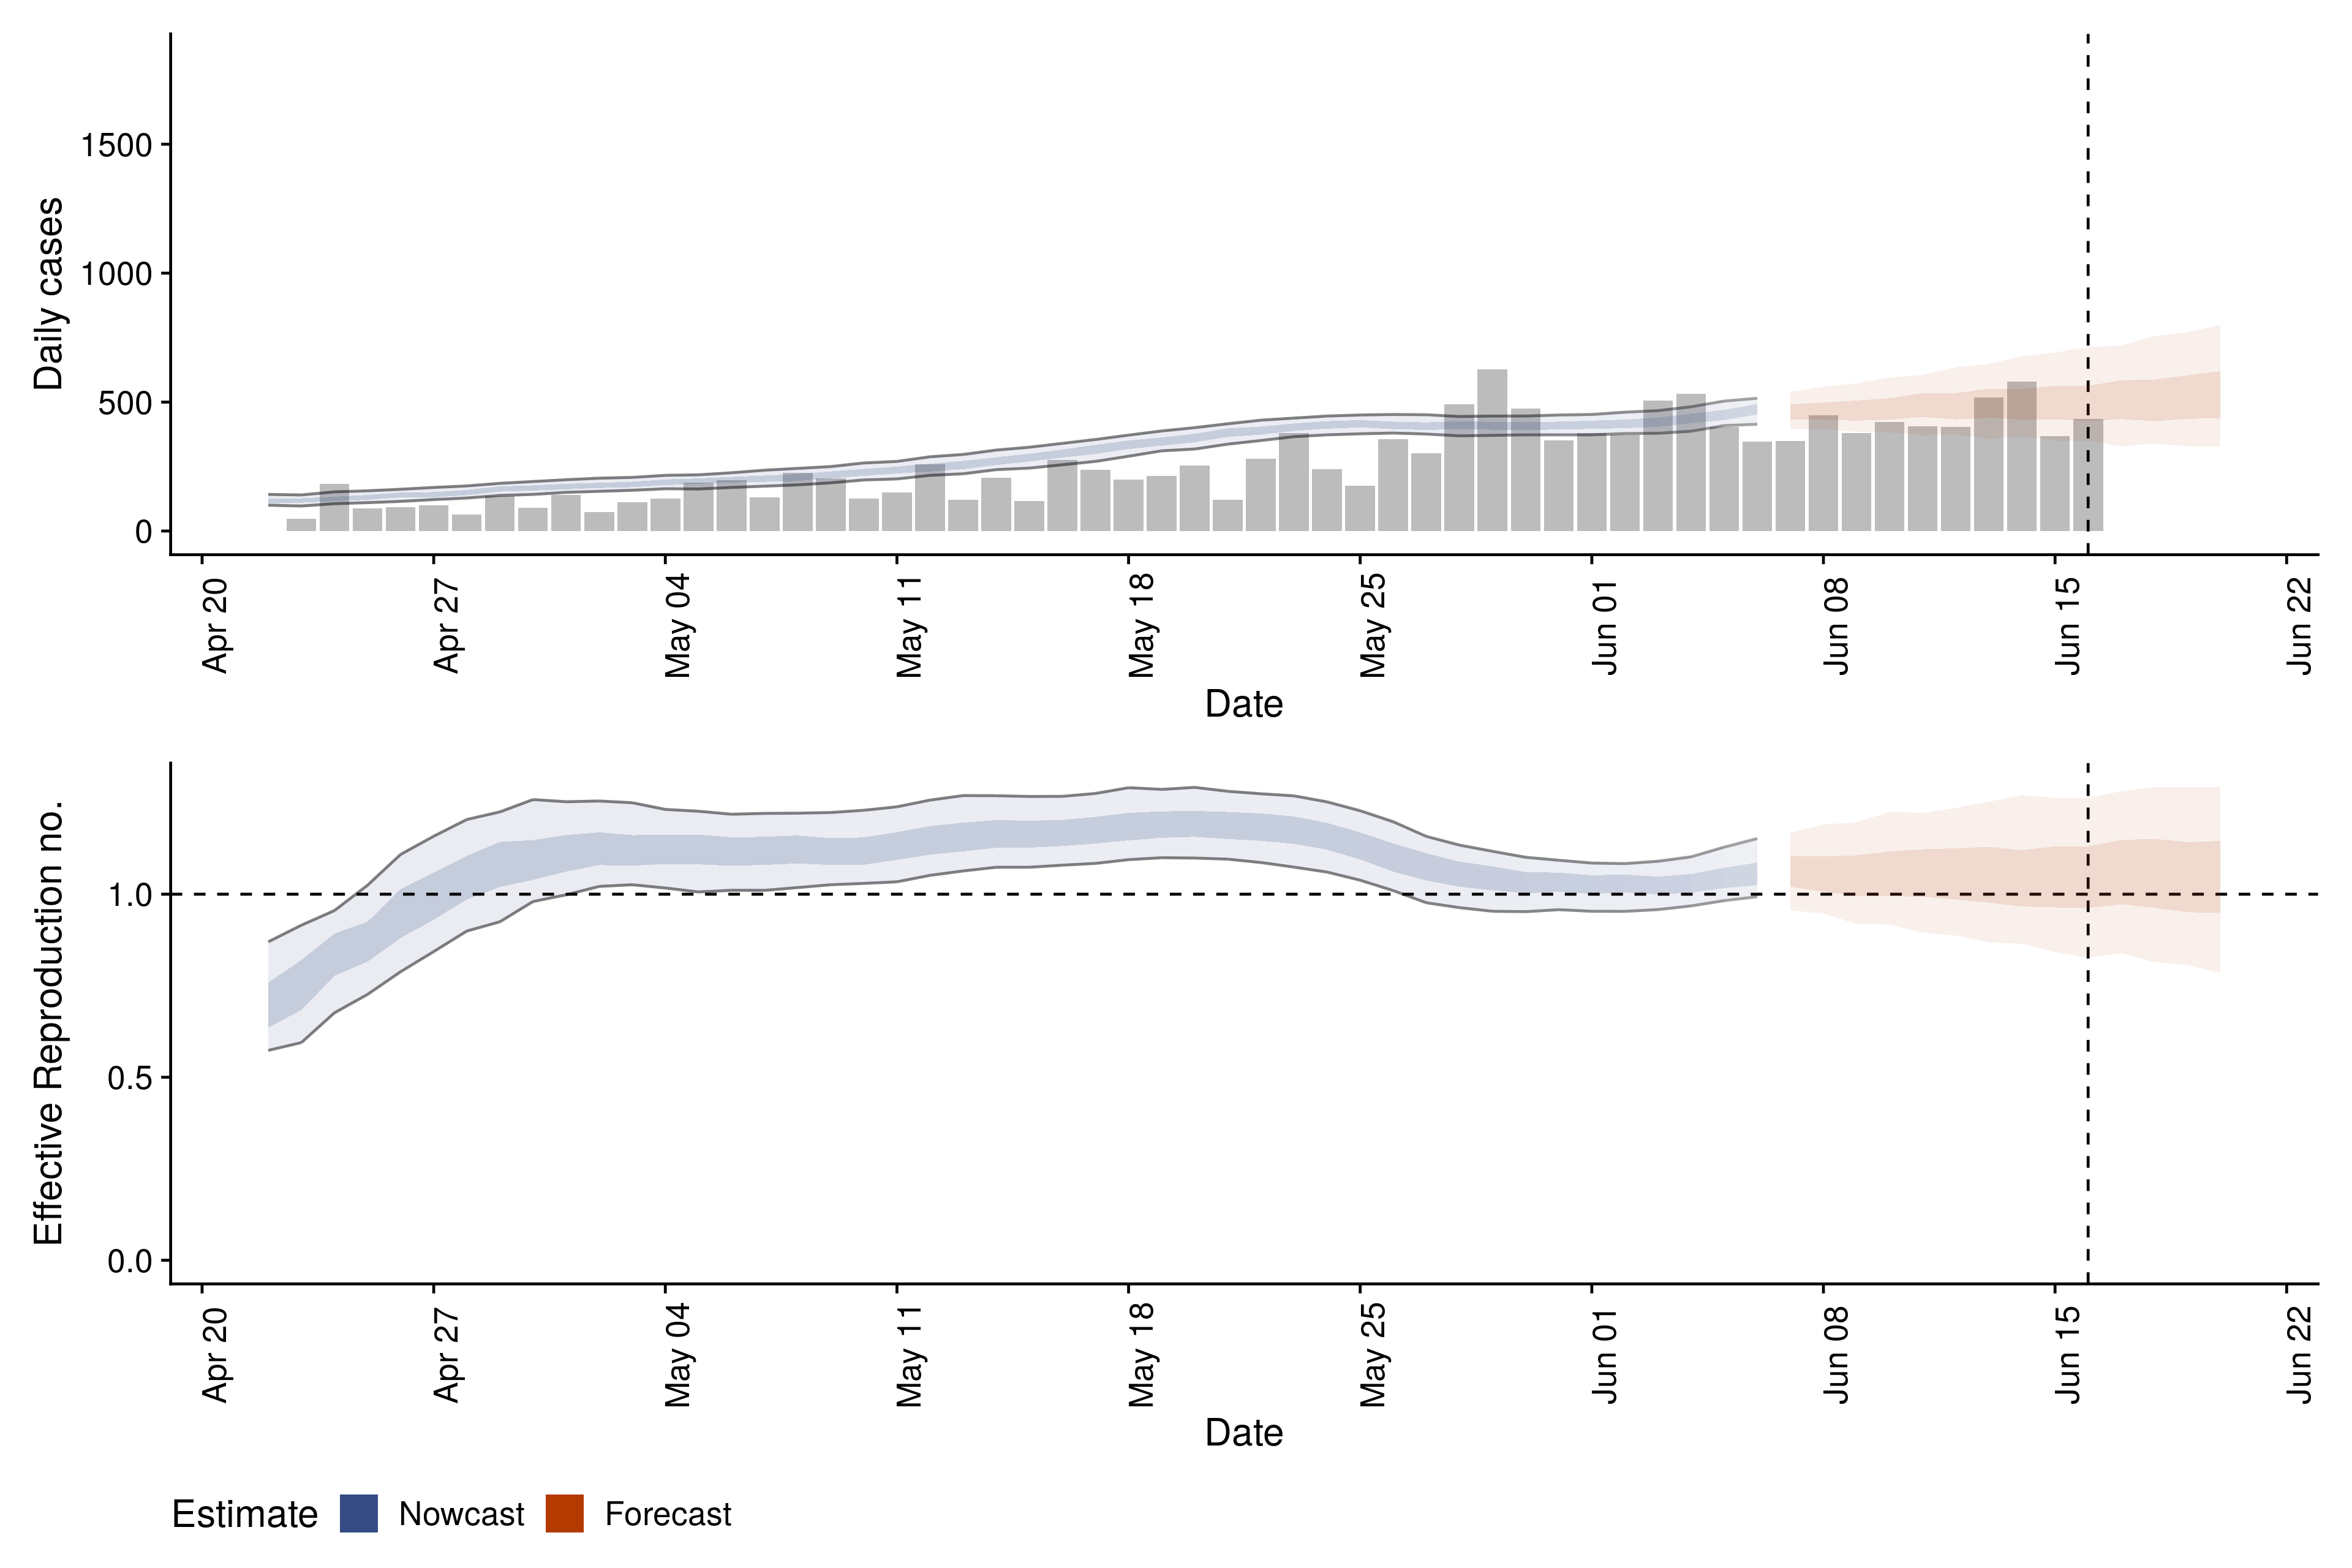 Daily cases
1500
1000
500
0
Apr 20
Apr 27
May 04
May 11
May 18
May 25
Jun 01
Jun 08
Jun 15
Jun 22
Date
Effective Reproduction no.
1.0
0.5
0.0
Apr 20
Apr 27
May 04
May 11
May 18
May 25
Jun 01
Jun 08
Jun 15
Jun 22
Date
Estimate Nowcast Forecast